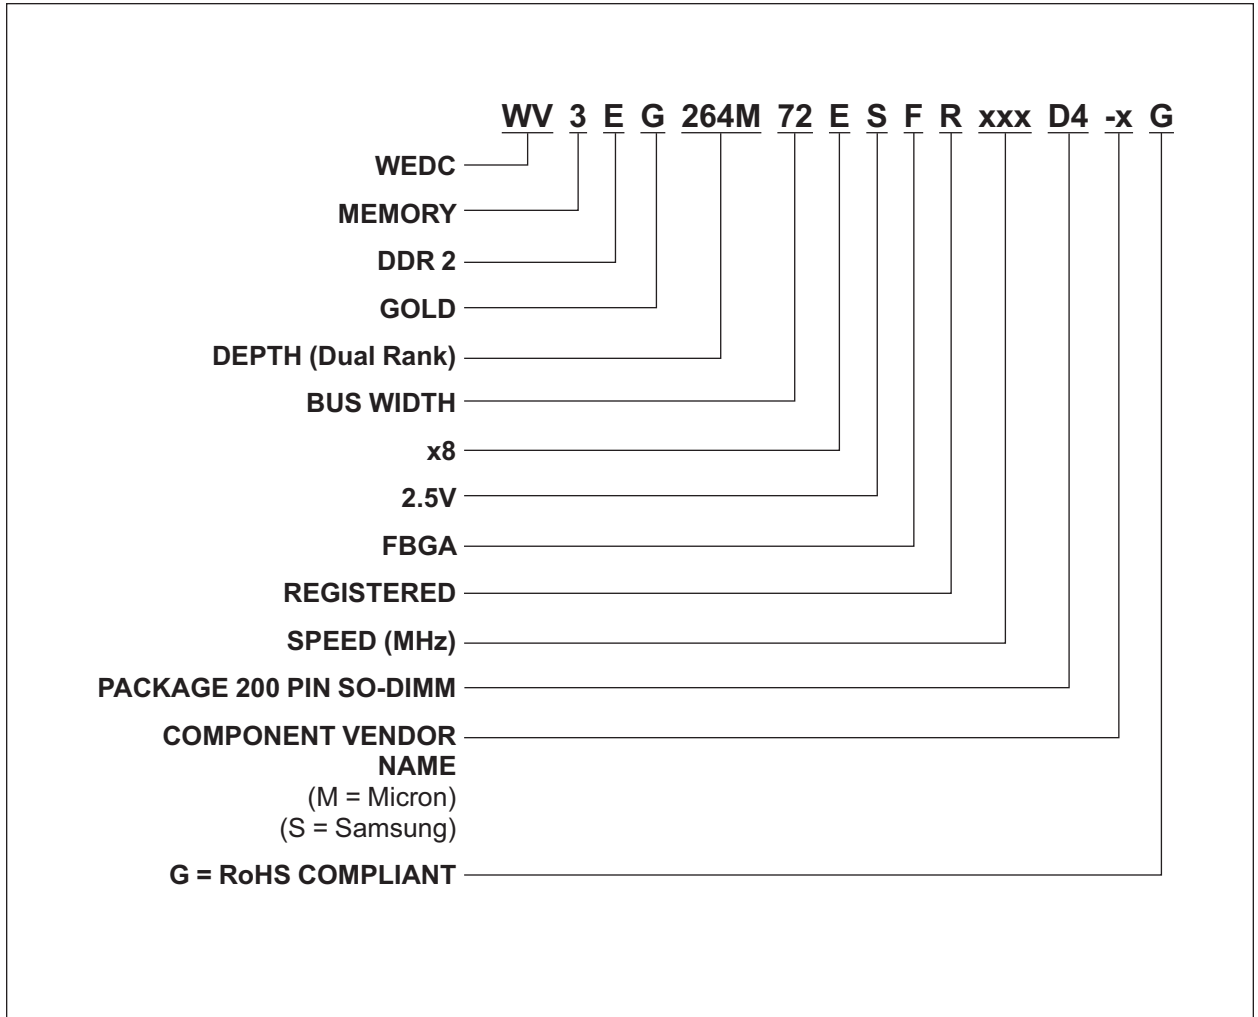 WV 3 E G 264M 72 E S F R xxx D4 -x G
WEDC
MEMORY
DDR 2
GOLD
DEPTH (Dual Rank)
BUS WIDTH
x8
2.5V
FBGA
REGISTERED
SPEED (MHz)
PACKAGE 200 PIN SO-DIMM
COMPONENT VENDOR
NAME
(M = Micron)
(S = Samsung)
G = RoHS COMPLIANT